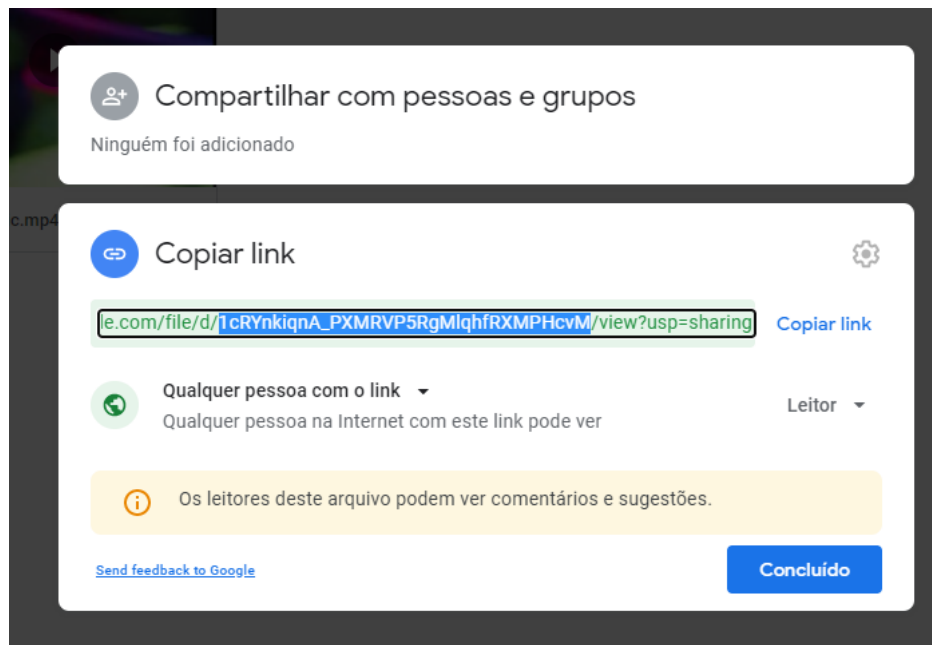 Compartilhar com pessoas e grupos
Ninguém foi adicionado
c.mp4
Copiar link
le.com/file/d/1cRYnkiqnA_PXMRVP5RgMlqhfRXMPHcvM/view?usp=sharing
Copiar link
Qualquer pessoa com o link
Qualquer pessoa na Internet com este link pode ver
Leitor
Os leitores deste arquivo podem ver comentários e sugestões.
Send feedback to Google
Concluído